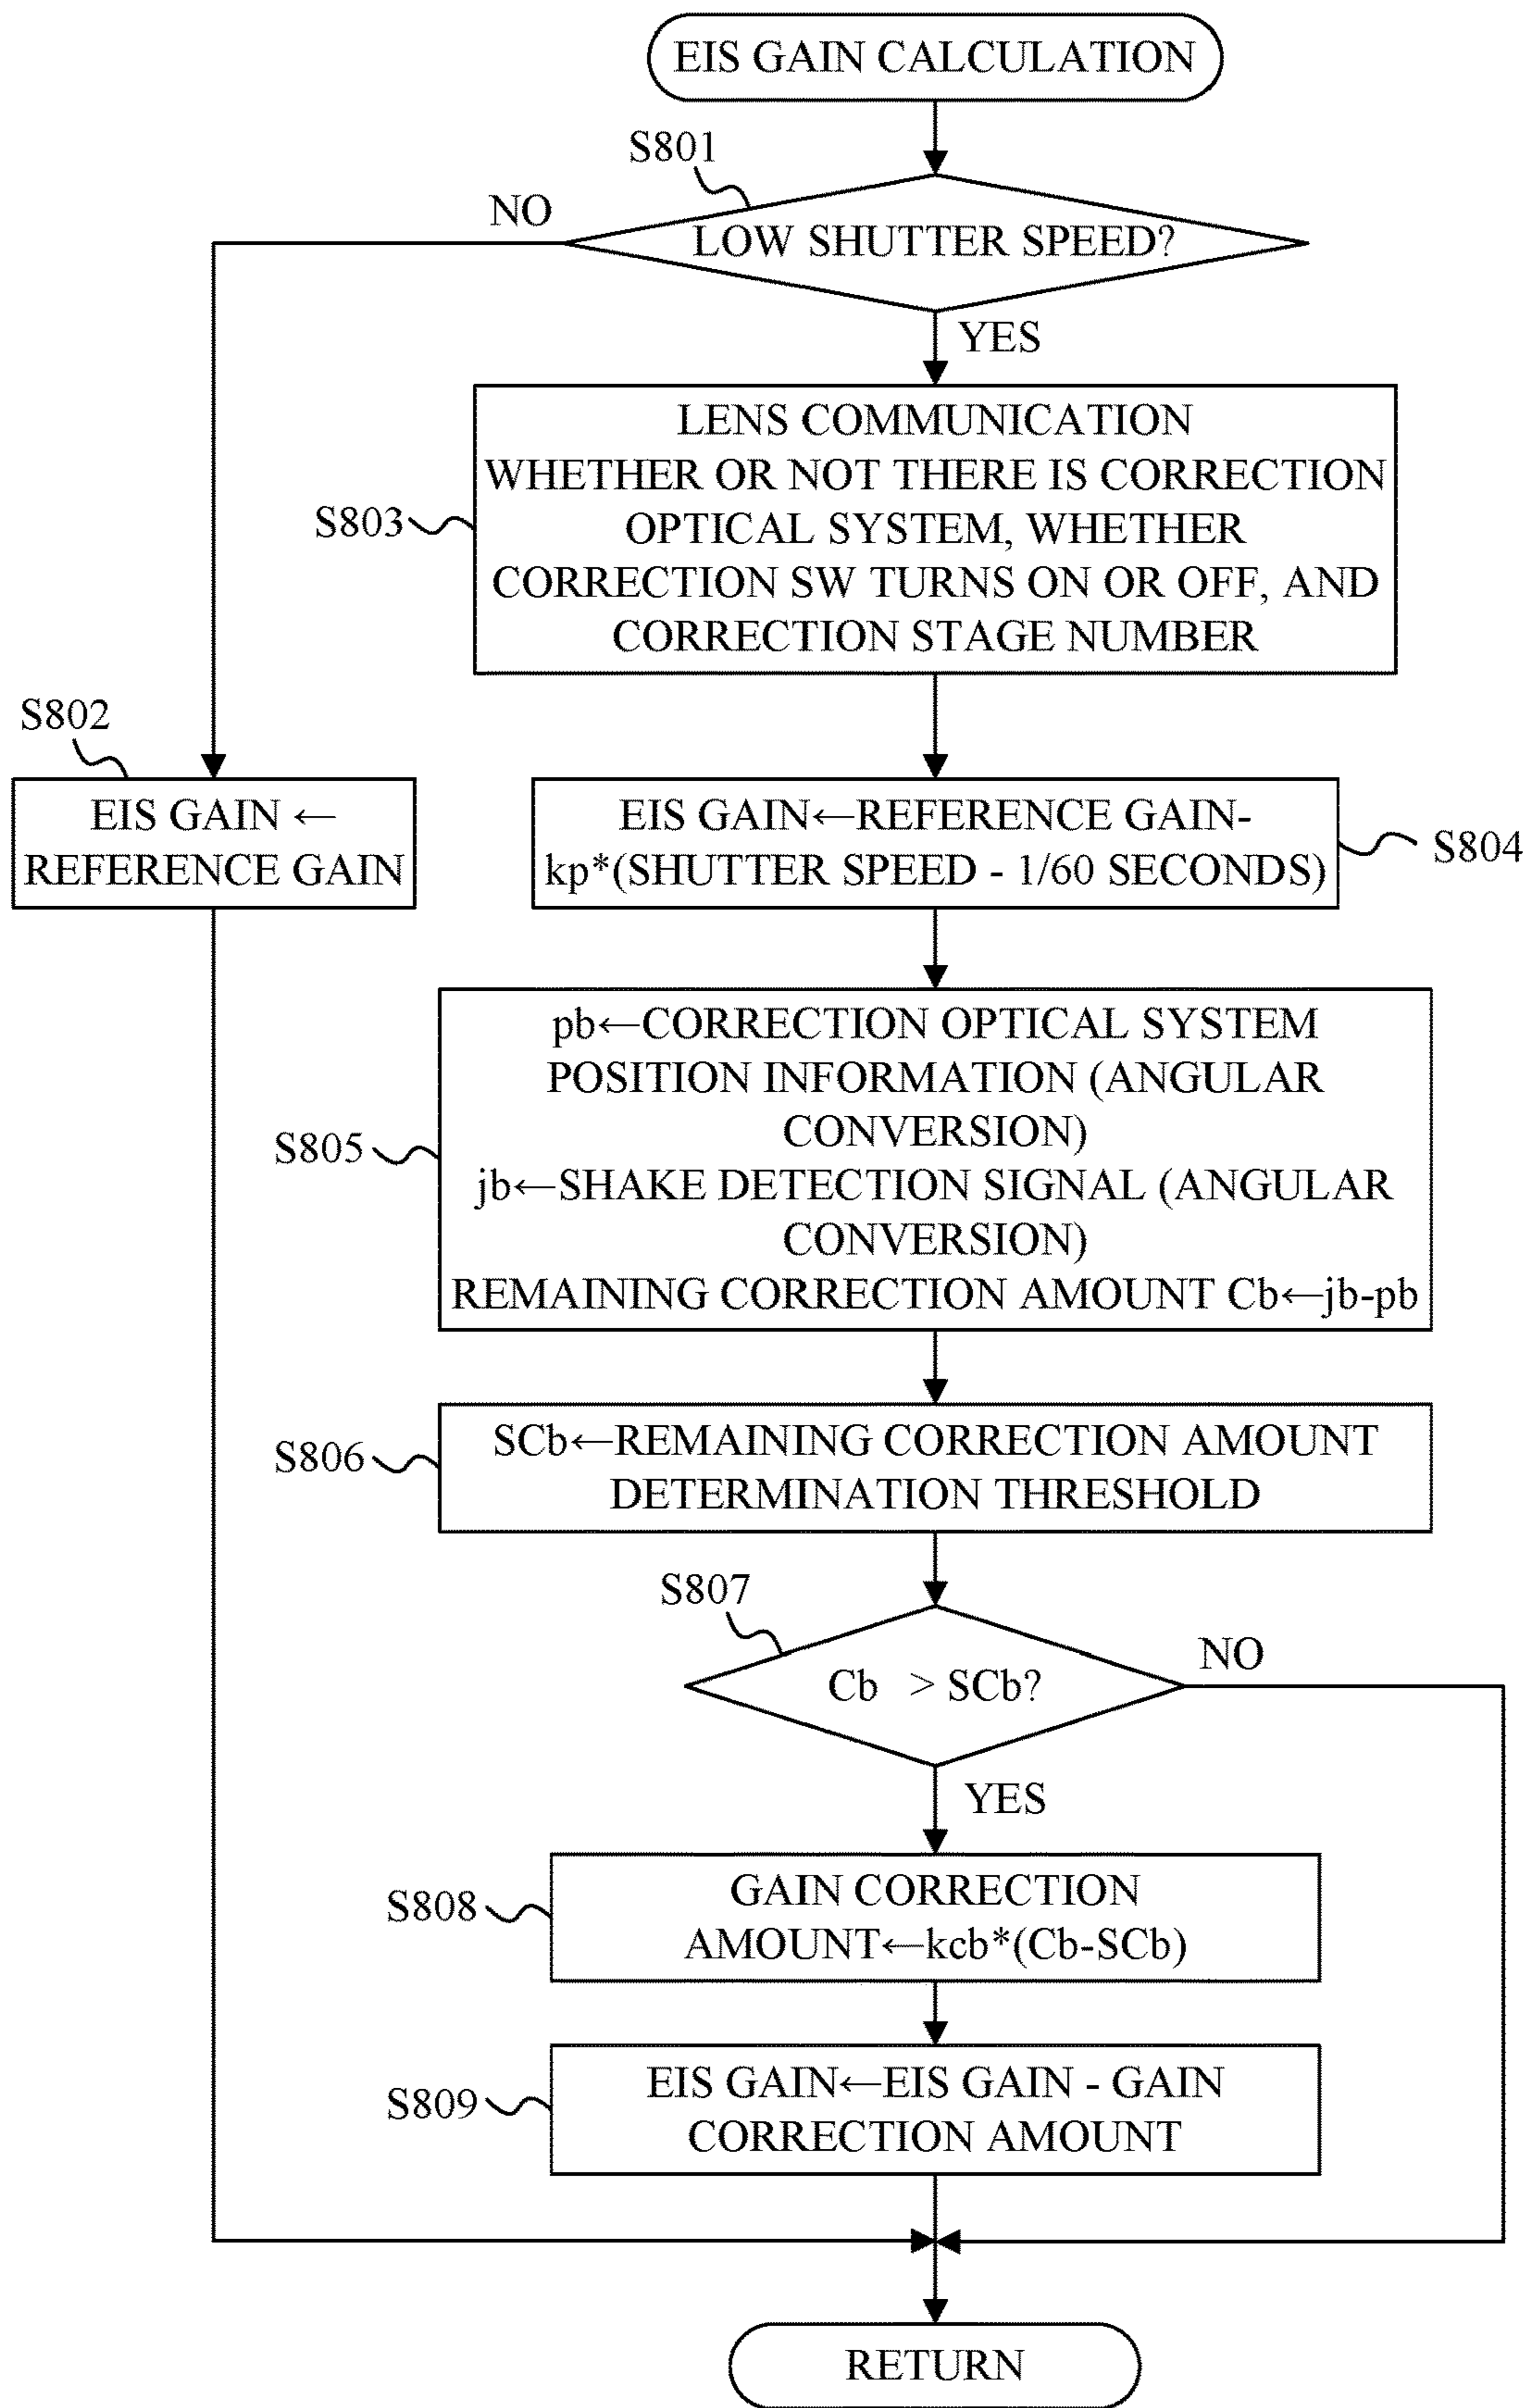 EIS GAIN CALCULATION
S801
NO
LOW SHUTTER SPEED?
YES
LENS COMMUNICATION
WHETHER OR NOT THERE IS CORRECTION
OPTICAL SYSTEM, WHETHER
CORRECTION SW TURNS ON OR OFF, AND
CORRECTION STAGE NUMBER
S803
S802
EIS GAIN ←
REFERENCE GAIN
EIS GAIN←REFERENCE GAIN-
kp*(SHUTTER SPEED - 1/60 SECONDS)
S804
pb←CORRECTION OPTICAL SYSTEM
POSITION INFORMATION (ANGULAR
CONVERSION)
jb←SHAKE DETECTION SIGNAL (ANGULAR
CONVERSION)
REMAINING CORRECTION AMOUNT Cb←jb-pb
S805
SCb←REMAINING CORRECTION AMOUNT
DETERMINATION THRESHOLD
S806
S807
Cb > SCb?
NO
YES
GAIN CORRECTION
AMOUNT←kcb*(Cb-SCb)
S808
EIS GAIN←EIS GAIN - GAIN
CORRECTION AMOUNT
S809
RETURN